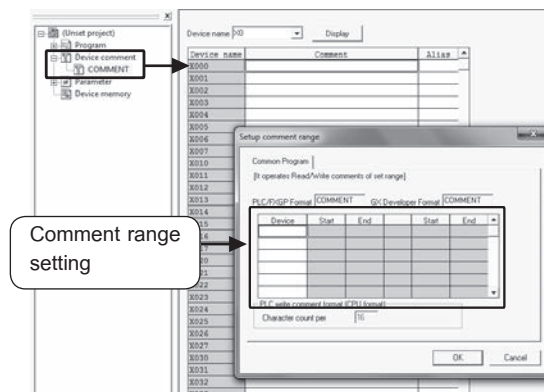 (Unset project)
Program
Device comment
COMMENT
Parameter
Device memory
Device name X0 Display
Device name Comment Alias
X000
X001
X002
X003
X004
X005
X006
X007
X010
X011
X012
X013
X014
X022
X023
X024
X025
X026
X027
X030
X031
X032
Setup comment range
Common Program
[It operates Read/Write comments of set range]
PLC/FXGP Format COMMENT GX Developer Format COMMENT
Device Start End Start End
PLC write comment format (CPU format)
Character count per 16
OK Cancel
Comment range
setting